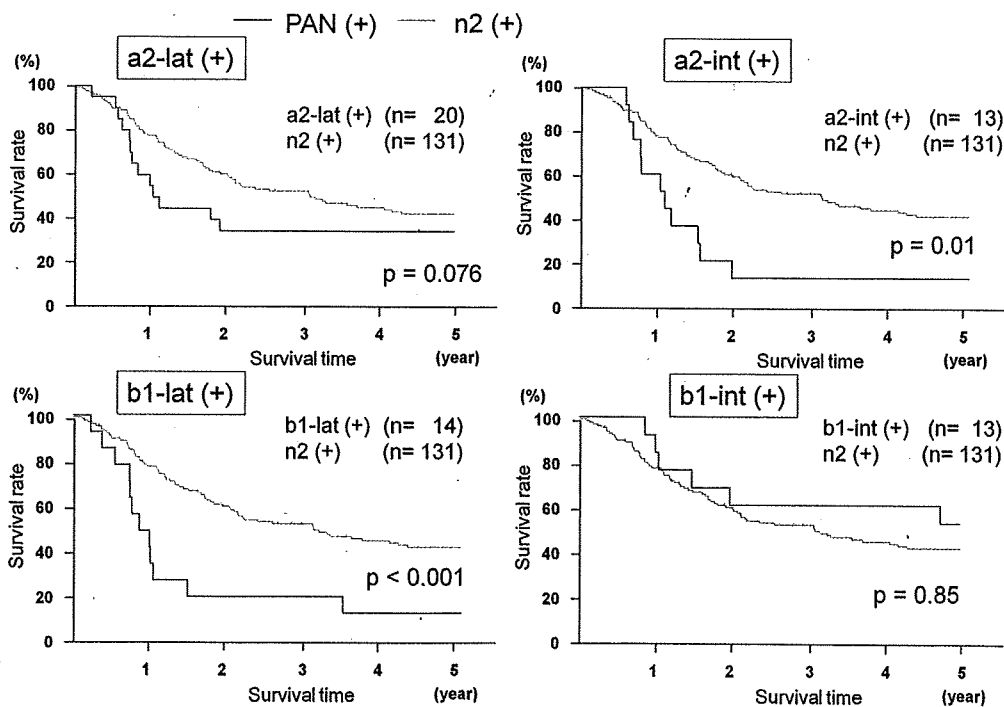 PAN (+) n2 (+)
a2-lat (+)
(%)
100
80
60
40
20
0
Survival rate
a2-lat (+) (n= 20)
n2 (+) (n= 131)
p = 0.076
1 2 3 4 5
Survival time (year)
a2-int (+)
(%)
100
80
60
40
20
0
Survival rate
a2-int (+) (n= 13)
n2 (+) (n= 131)
p = 0.01
1 2 3 4 5
Survival time (year)
b1-lat (+)
(%)
100
80
60
40
20
0
Survival rate
b1-lat (+) (n= 14)
n2 (+) (n= 131)
p < 0.001
1 2 3 4 5
Survival time (year)
b1-int (+)
(%)
100
80
60
40
20
0
Survival rate
b1-int (+) (n= 13)
n2 (+) (n= 131)
p = 0.85
1 2 3 4 5
Survival time (year)